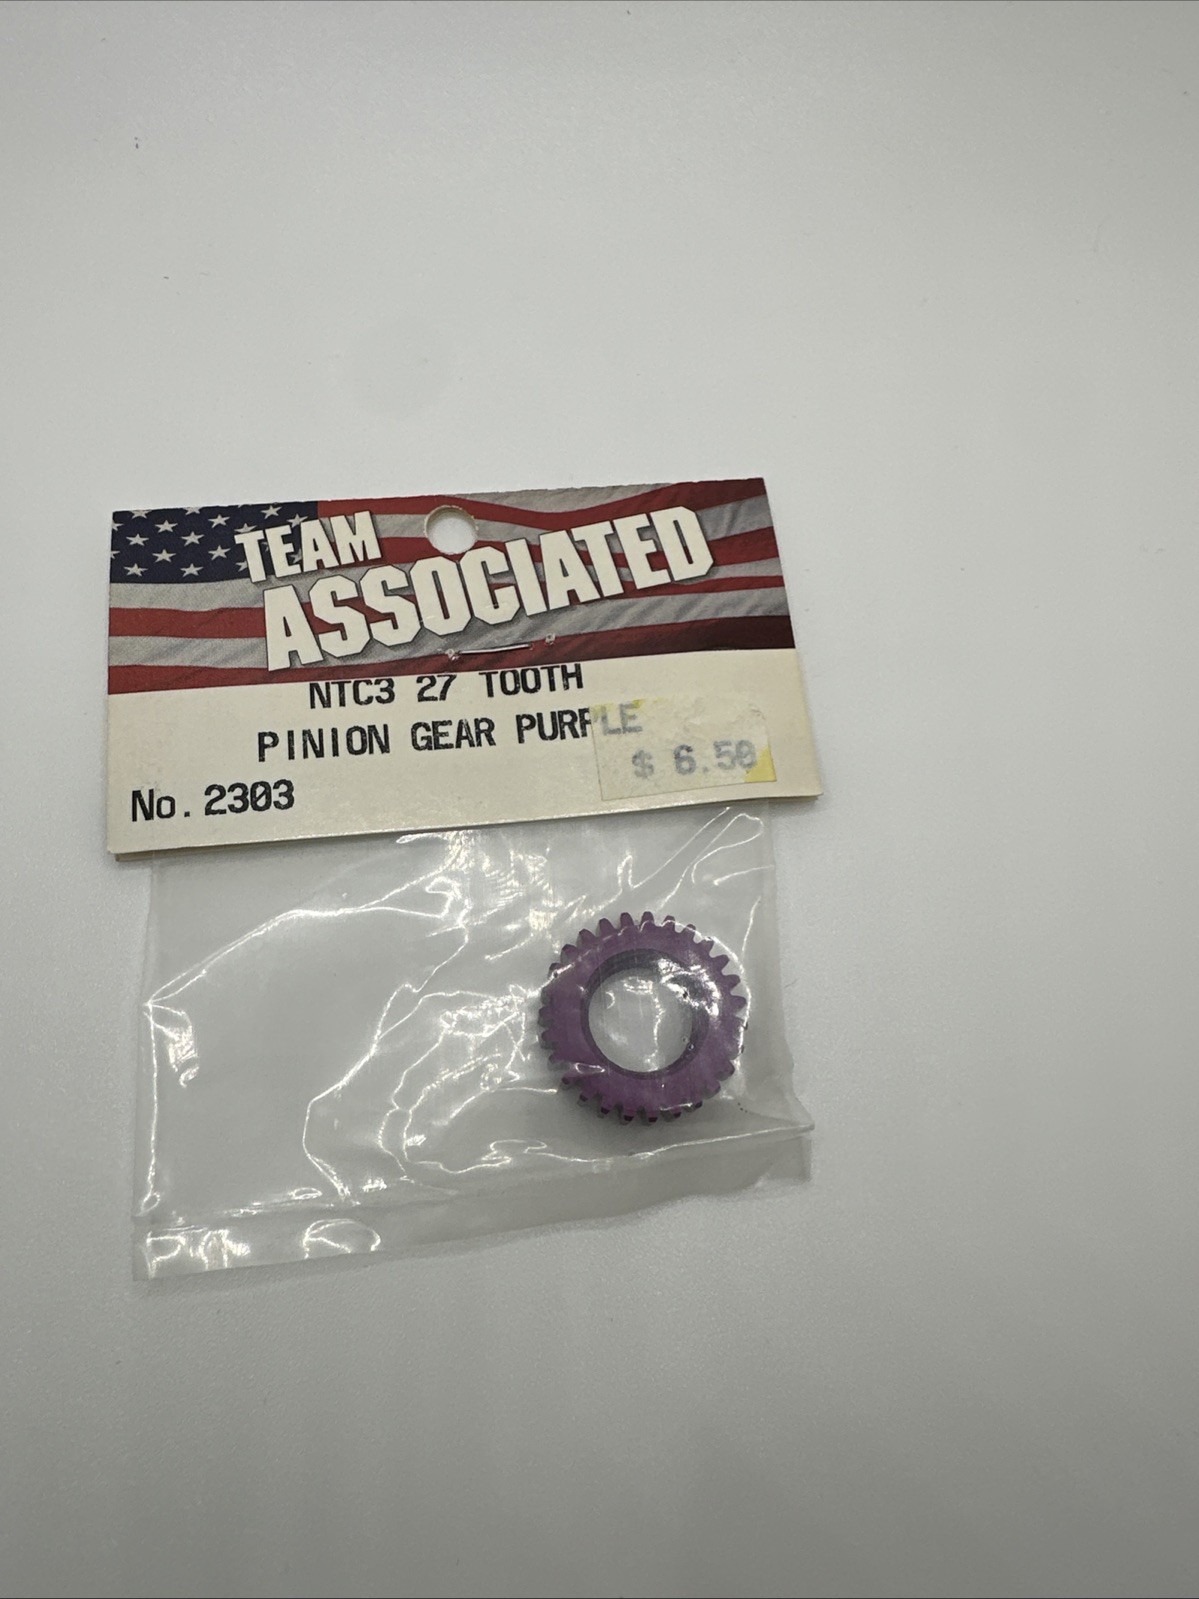 TEAM
ASSOCIATED
NTC3 27 TOOTH
PINION GEAR PURPLE
$ 6.50
No. 2303